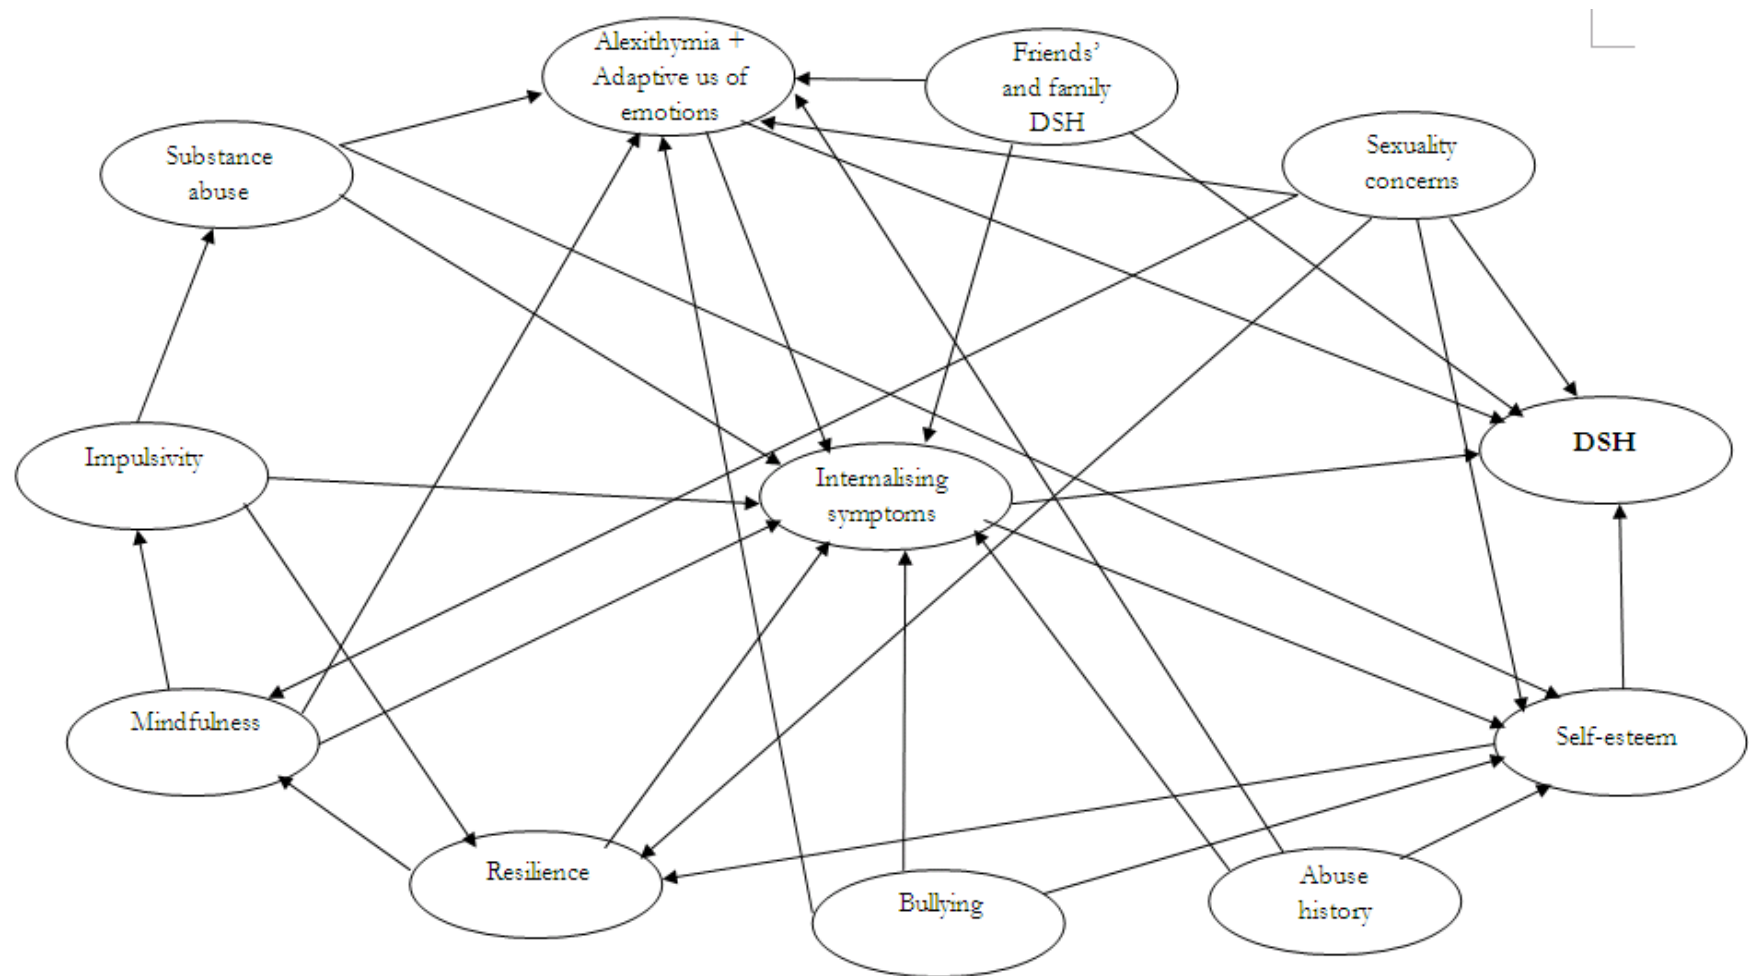 Alexithymia +
Adaptive us of
emotions
Friends’
and family
DSH
Sexuality
concerns
Substance
abuse
DSH
Impulsivity
Internalising
symptoms
Mindfulness
Self-esteem
Resilience
Bullying
Abuse
history